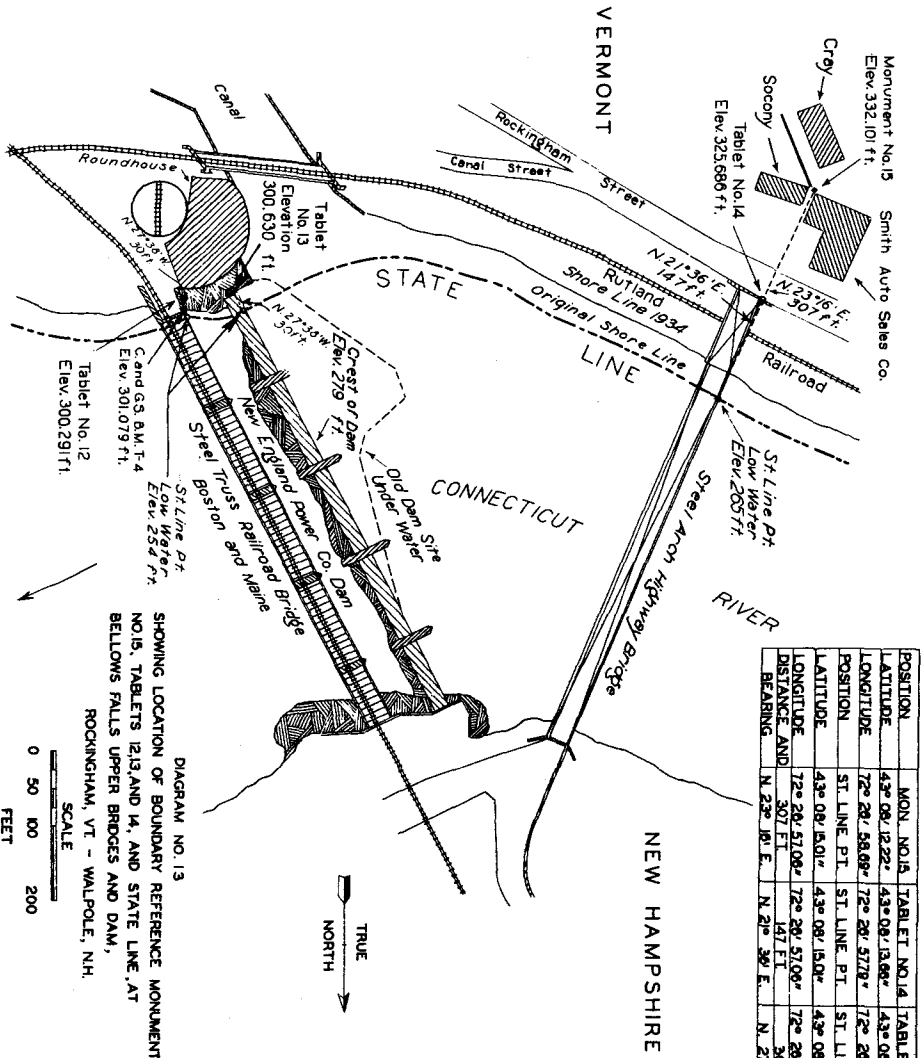 VERMONT
Monument No.15
Elev. 332.101 ft.
Cray
Socony
Smith Auto Sales Co.
Tablet No.14
Elev. 325.686 ft.
N. 23° 16' E.
307 ft.
N. 21° 36' E.
147 ft.
Rockingham Street
Canal Street
Rutland Railroad
Shore Line 1934
Original Shore Line
STATE LINE
St. Line Pt.
Low Water
Elev. 265 ft.
Steel Arch Highway Bridge
CONNECTICUT
RIVER
Canal
Roundhouse
Tablet
No. 13
Elevation
300.630 ft.
N. 27° 38' W.
30 ft.
N. 27° 38' W.
30 ft.
Crest of Dam
Elev. 279 ft.
Old Dam Site
Under Water
New England Power Co. Dam
Steel Truss Railroad Bridge
Boston and Maine
St. Line Pt.
Low Water
Elev. 254 ft.
C. and G.S. B.M. T-4
Elev. 301.079 ft.
Tablet No. 12
Elev. 300.291 ft.
NEW HAMPSHIRE
POSITION MON. NO.15 TABLET NO.14
LATITUDE 43° 08' 12.22" 43° 08' 13.66"
LONGITUDE 72° 26' 58.69" 72° 26' 57.79"
POSITION ST. LINE PT. ST. LINE PT.
LATITUDE 43° 08' 15.01" 43° 08' 15.01"
LONGITUDE 72° 26' 57.06" 72° 26' 57.06"
DISTANCE AND 307 FT. 147 FT.
BEARING N. 23° 16' E. N. 21° 36' E.
TRUE
NORTH
DIAGRAM NO. 13
SHOWING LOCATION OF BOUNDARY REFERENCE MONUMENT
NO.15, TABLETS 12,13,AND 14, AND STATE LINE, AT
BELLOWS FALLS UPPER BRIDGES AND DAM,
ROCKINGHAM, VT. - WALPOLE, N.H.
SCALE
0 50 100 200
FEET